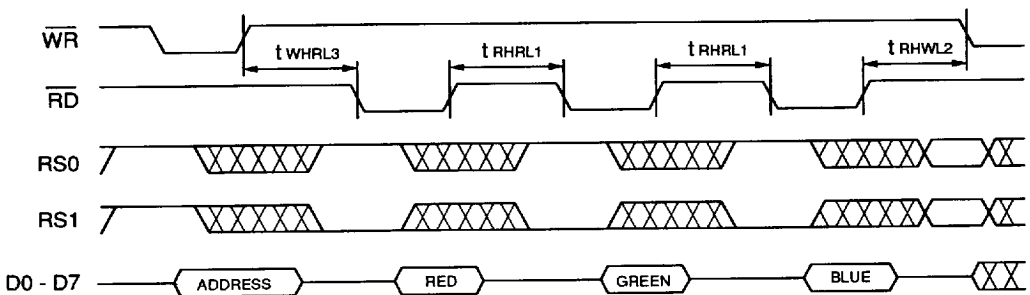 WR
t WHRL3 t RHRL1 t RHRL1 t RHWL2
RD
RS0
RS1
D0 - D7 ADDRESS RED GREEN BLUE